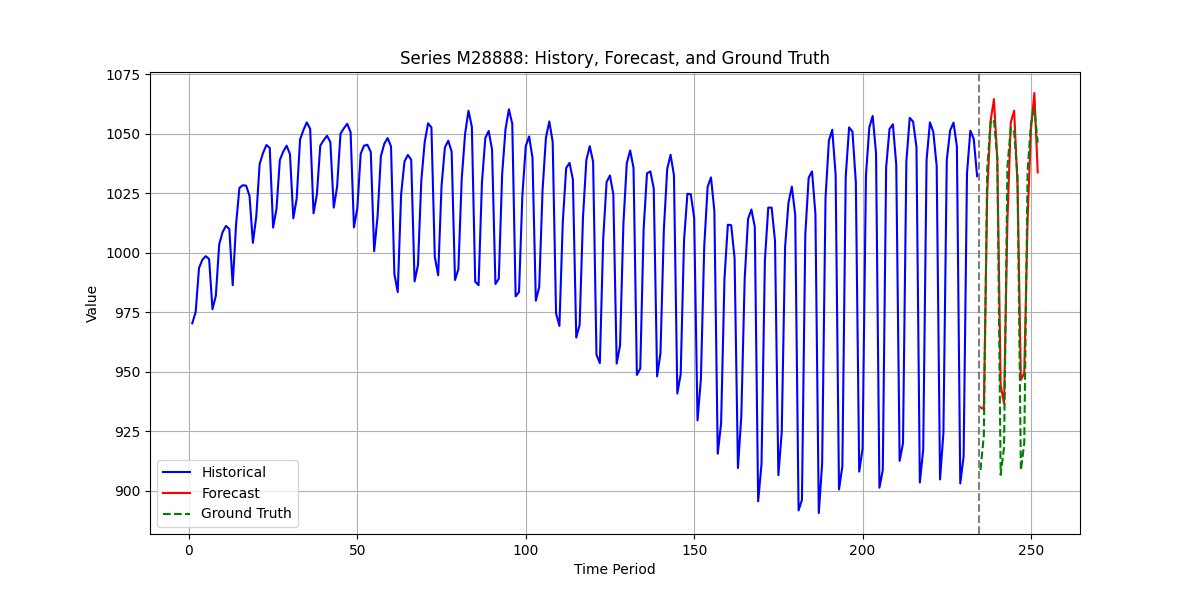 Series M28888: History, Forecast, and Ground Truth
1075
1050
1025
1000
975
950
925
900
Value
Historical
Forecast
Ground Truth
0
50
100
150
200
250
Time Period